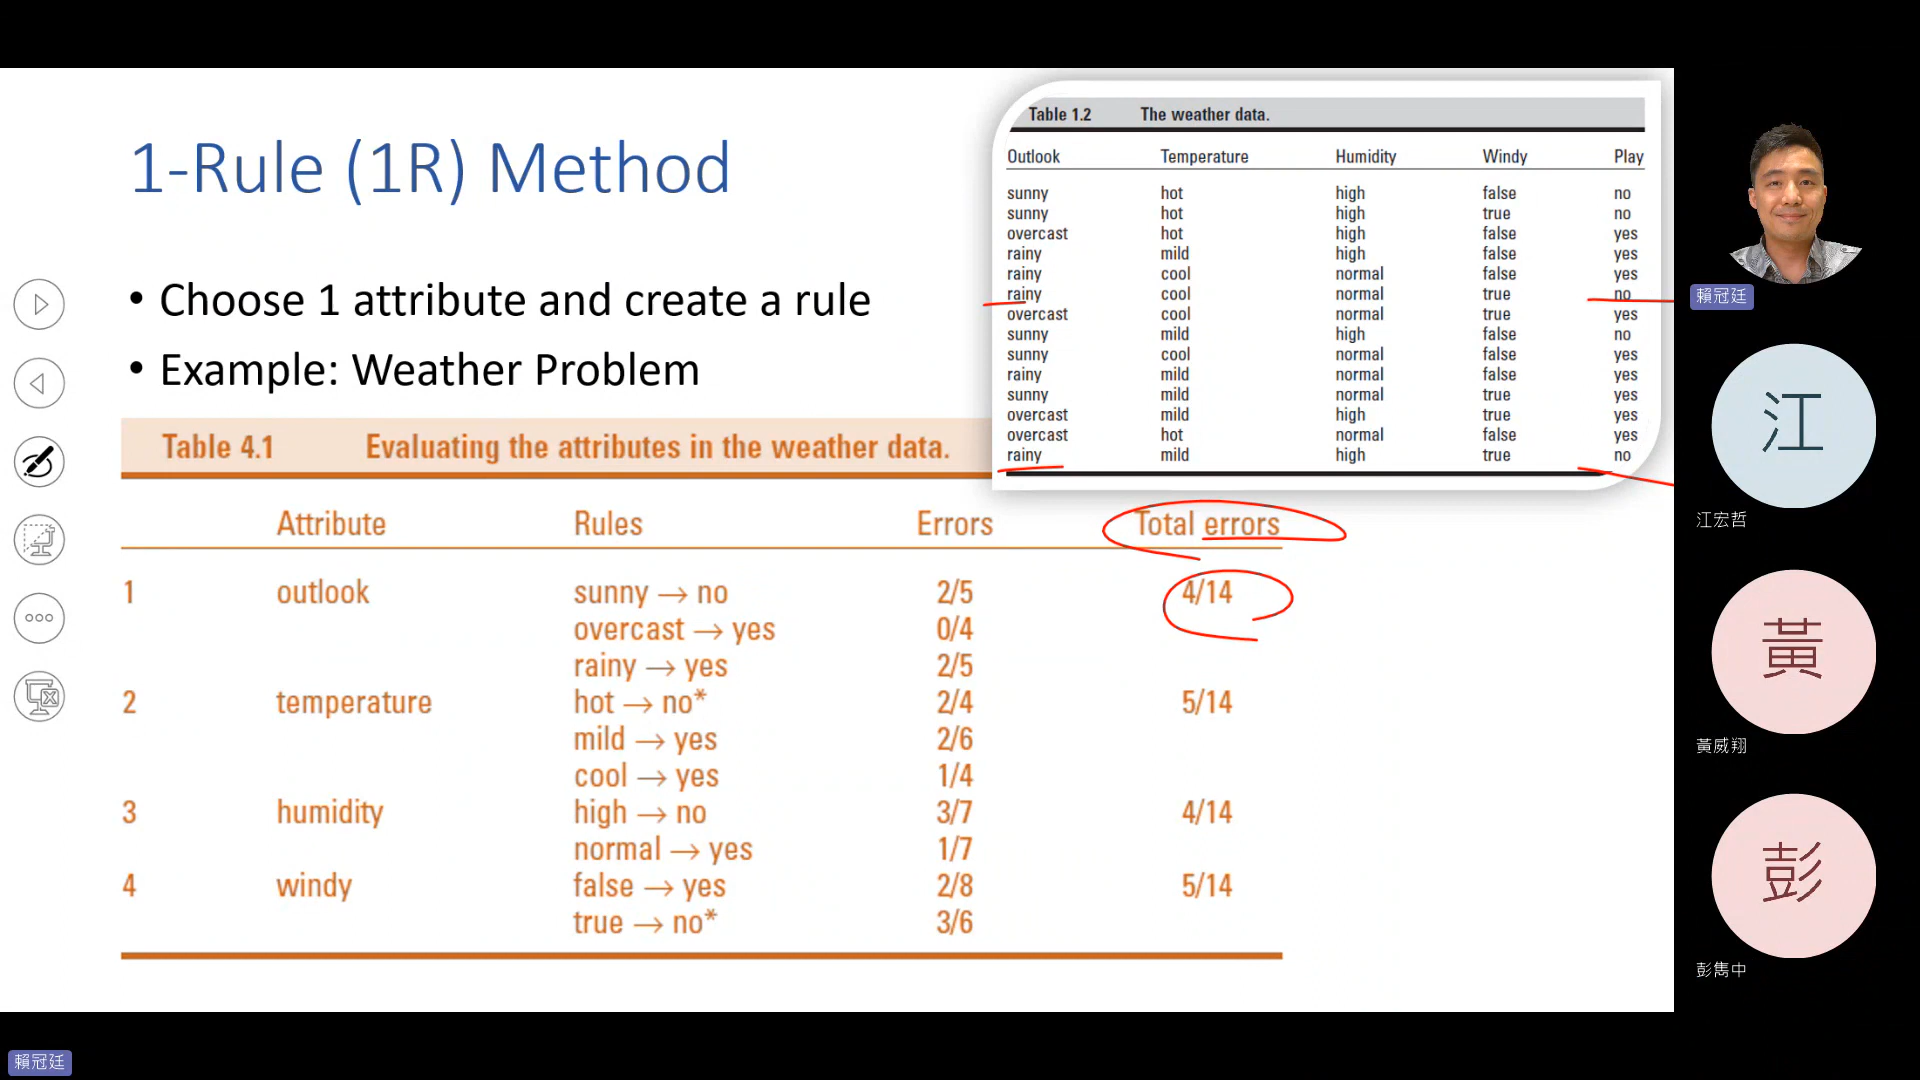 1-Rule (1R) Method
• Choose 1 attribute and create a rule
• Example: Weather Problem
Table 1.2 The weather data.
Outlook Temperature Humidity Windy Play
sunny hot high false no
sunny hot high true no
overcast hot high false yes
rainy mild high false yes
rainy cool normal false yes
rainy cool normal true no
overcast cool normal true yes
sunny mild high false no
sunny cool normal false yes
rainy mild normal false yes
sunny mild normal true yes
overcast mild high true yes
overcast hot normal false yes
rainy mild high true no
Table 4.1 Evaluating the attributes in the weather data.
Attribute Rules Errors Total errors
1 outlook sunny → no 2/5 4/14
overcast → yes 0/4
rainy → yes 2/5
2 temperature hot → no* 2/4 5/14
mild → yes 2/6
cool → yes 1/4
3 humidity high → no 3/7 4/14
normal → yes 1/7
4 windy false → yes 2/8 5/14
true → no* 3/6
賴冠廷
江
江宏哲
黃
黃威翔
彭
彭雋中
賴冠廷